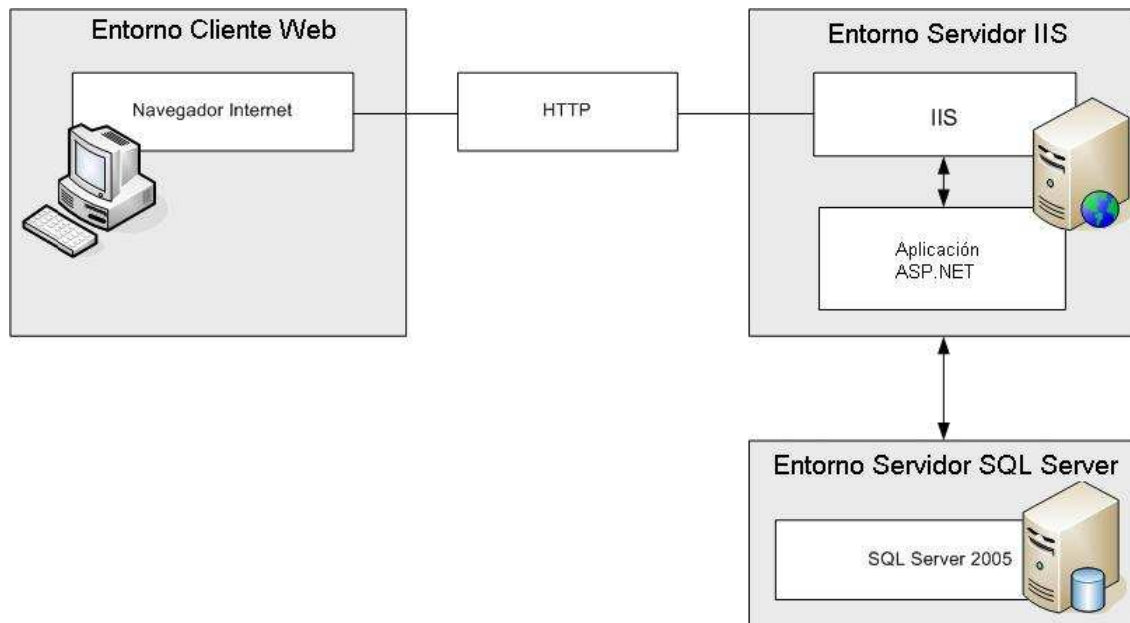 Entorno Cliente Web
Navegador Internet
HTTP
Entorno Servidor IIS
IIS
Aplicación
ASP.NET
Entorno Servidor SQL Server
SQL Server 2005